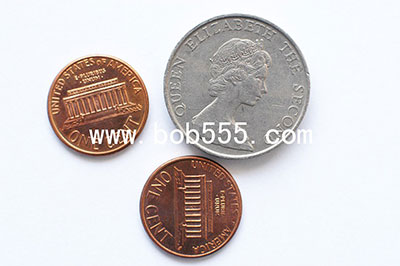 UNITED STATES OF AMERICA
E·PLURIBUS
·UNUM·
ONE CENT
QUEEN ELIZABETH THE SECOND
www.bob555.com
UNITED STATES OF AMERICA
E·PLURIBUS
UNUM
ONE CENT